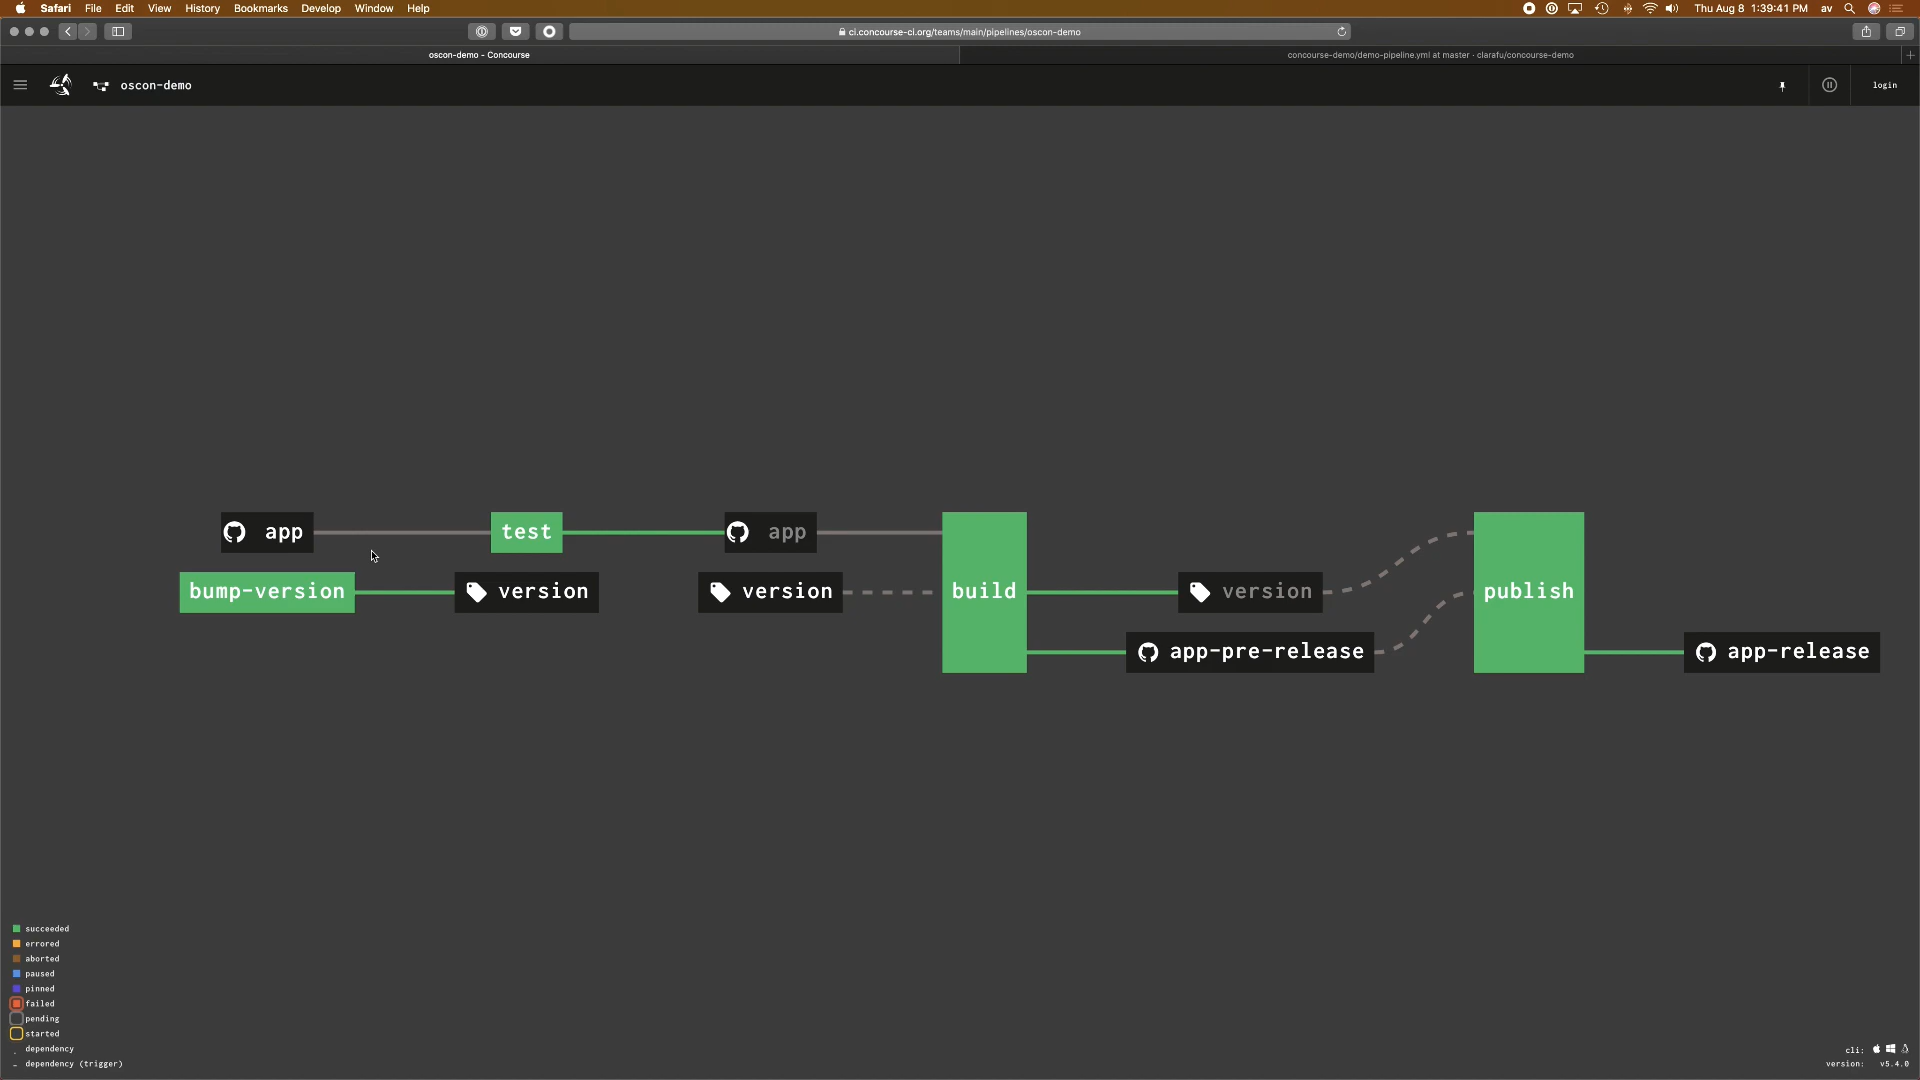 Safari File Edit View History Bookmarks Develop Window Help Thu Aug 8 1:39:41 PM av
ci.concourse-ci.org/teams/main/pipelines/oscon-demo
oscon-demo - Concourse concourse-demo/demo-pipeline.yml at master · clarafu/concourse-demo
oscon-demo login
app test app
bump-version version version build version publish
app-pre-release app-release
succeeded
errored
aborted
paused
pinned
failed
pending
started
dependency
dependency (trigger)
cli:
version: v5.4.0